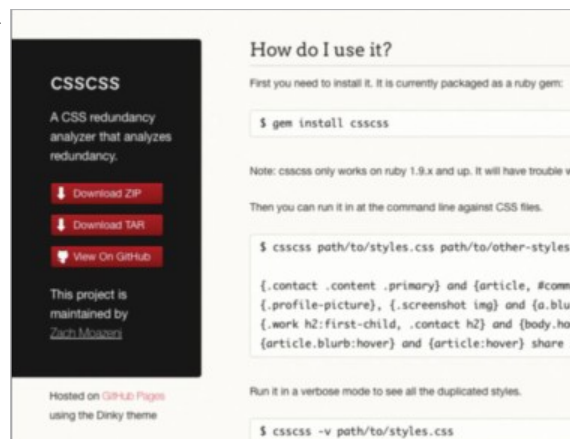 CSSCSS
A CSS redundancy
analyzer that analyzes
redundancy.
Download ZIP
Download TAR
View On GitHub
This project is
maintained by
Zach Moazeni
Hosted on GitHub Pages
using the Dinky theme
How do I use it?
First you need to install it. It is currently packaged as a ruby gem:
$ gem install csscss
Note: csscss only works on ruby 1.9.x and up. It will have trouble w
Then you can run it in at the command line against CSS files.
$ csscss path/to/styles.css path/to/other-styles
{.contact .content .primary} and {article, #comm
{.profile-picture}, {.screenshot img} and {a.blu
{.work h2:first-child, .contact h2} and {body.ho
{article.blurb:hover} and {article:hover} share
Run it in a verbose mode to see all the duplicated styles.
$ csscss -v path/to/styles.css